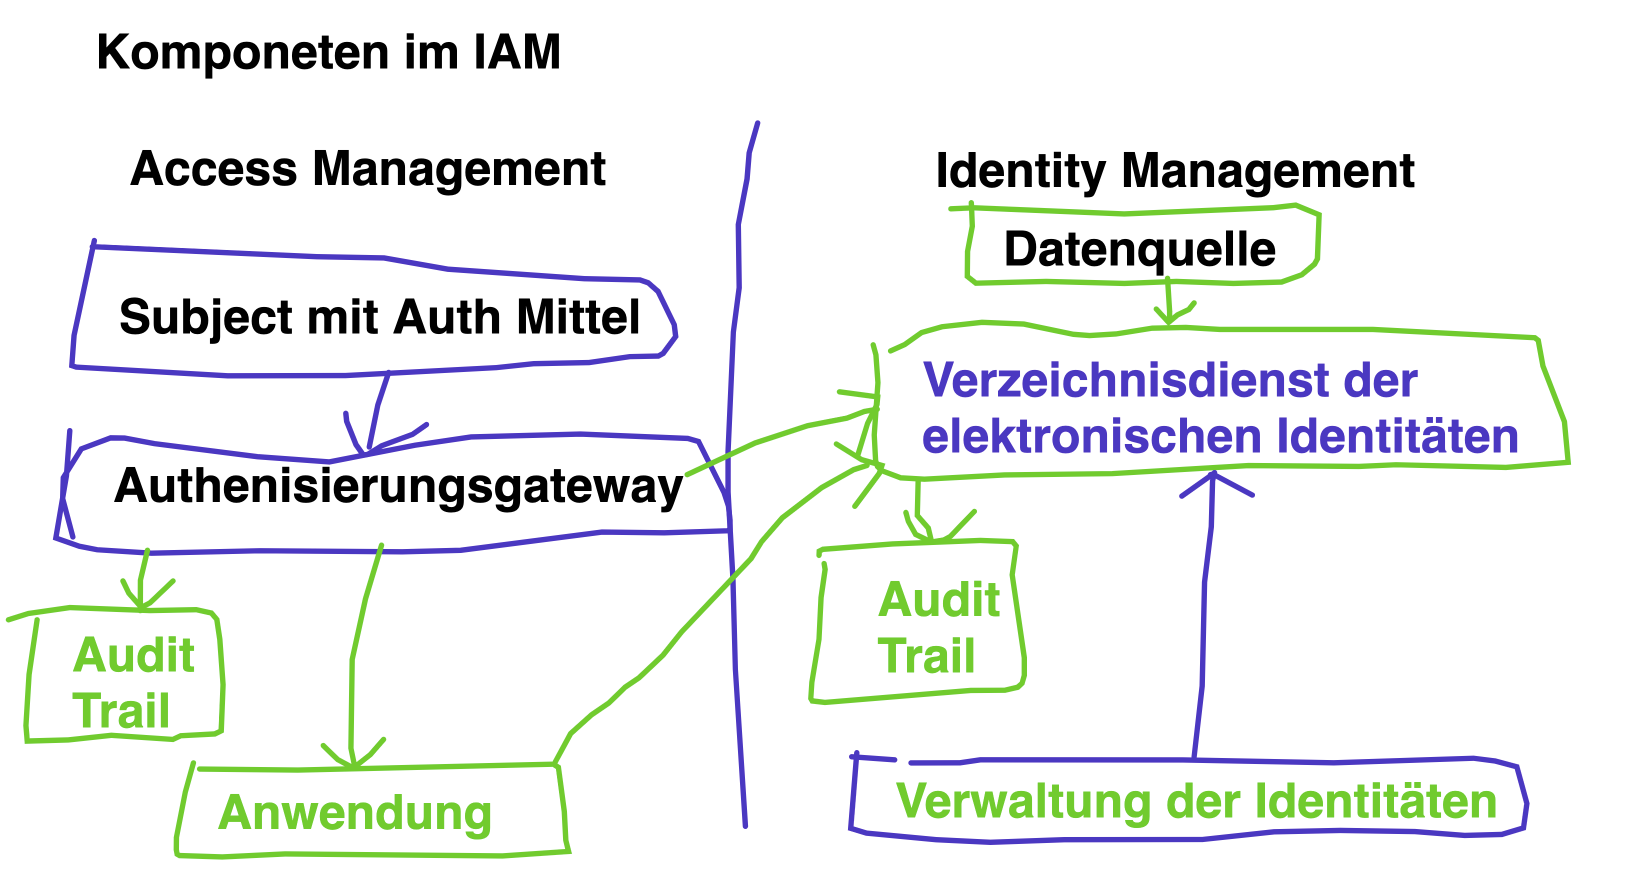 Komponeten im IAM
Access Management
Subject mit Auth Mittel
Authenisierungsgateway
Audit
Trail
Anwendung
Identity Management
Datenquelle
Verzeichnisdienst der
elektronischen Identitäten
Audit
Trail
Verwaltung der Identitäten